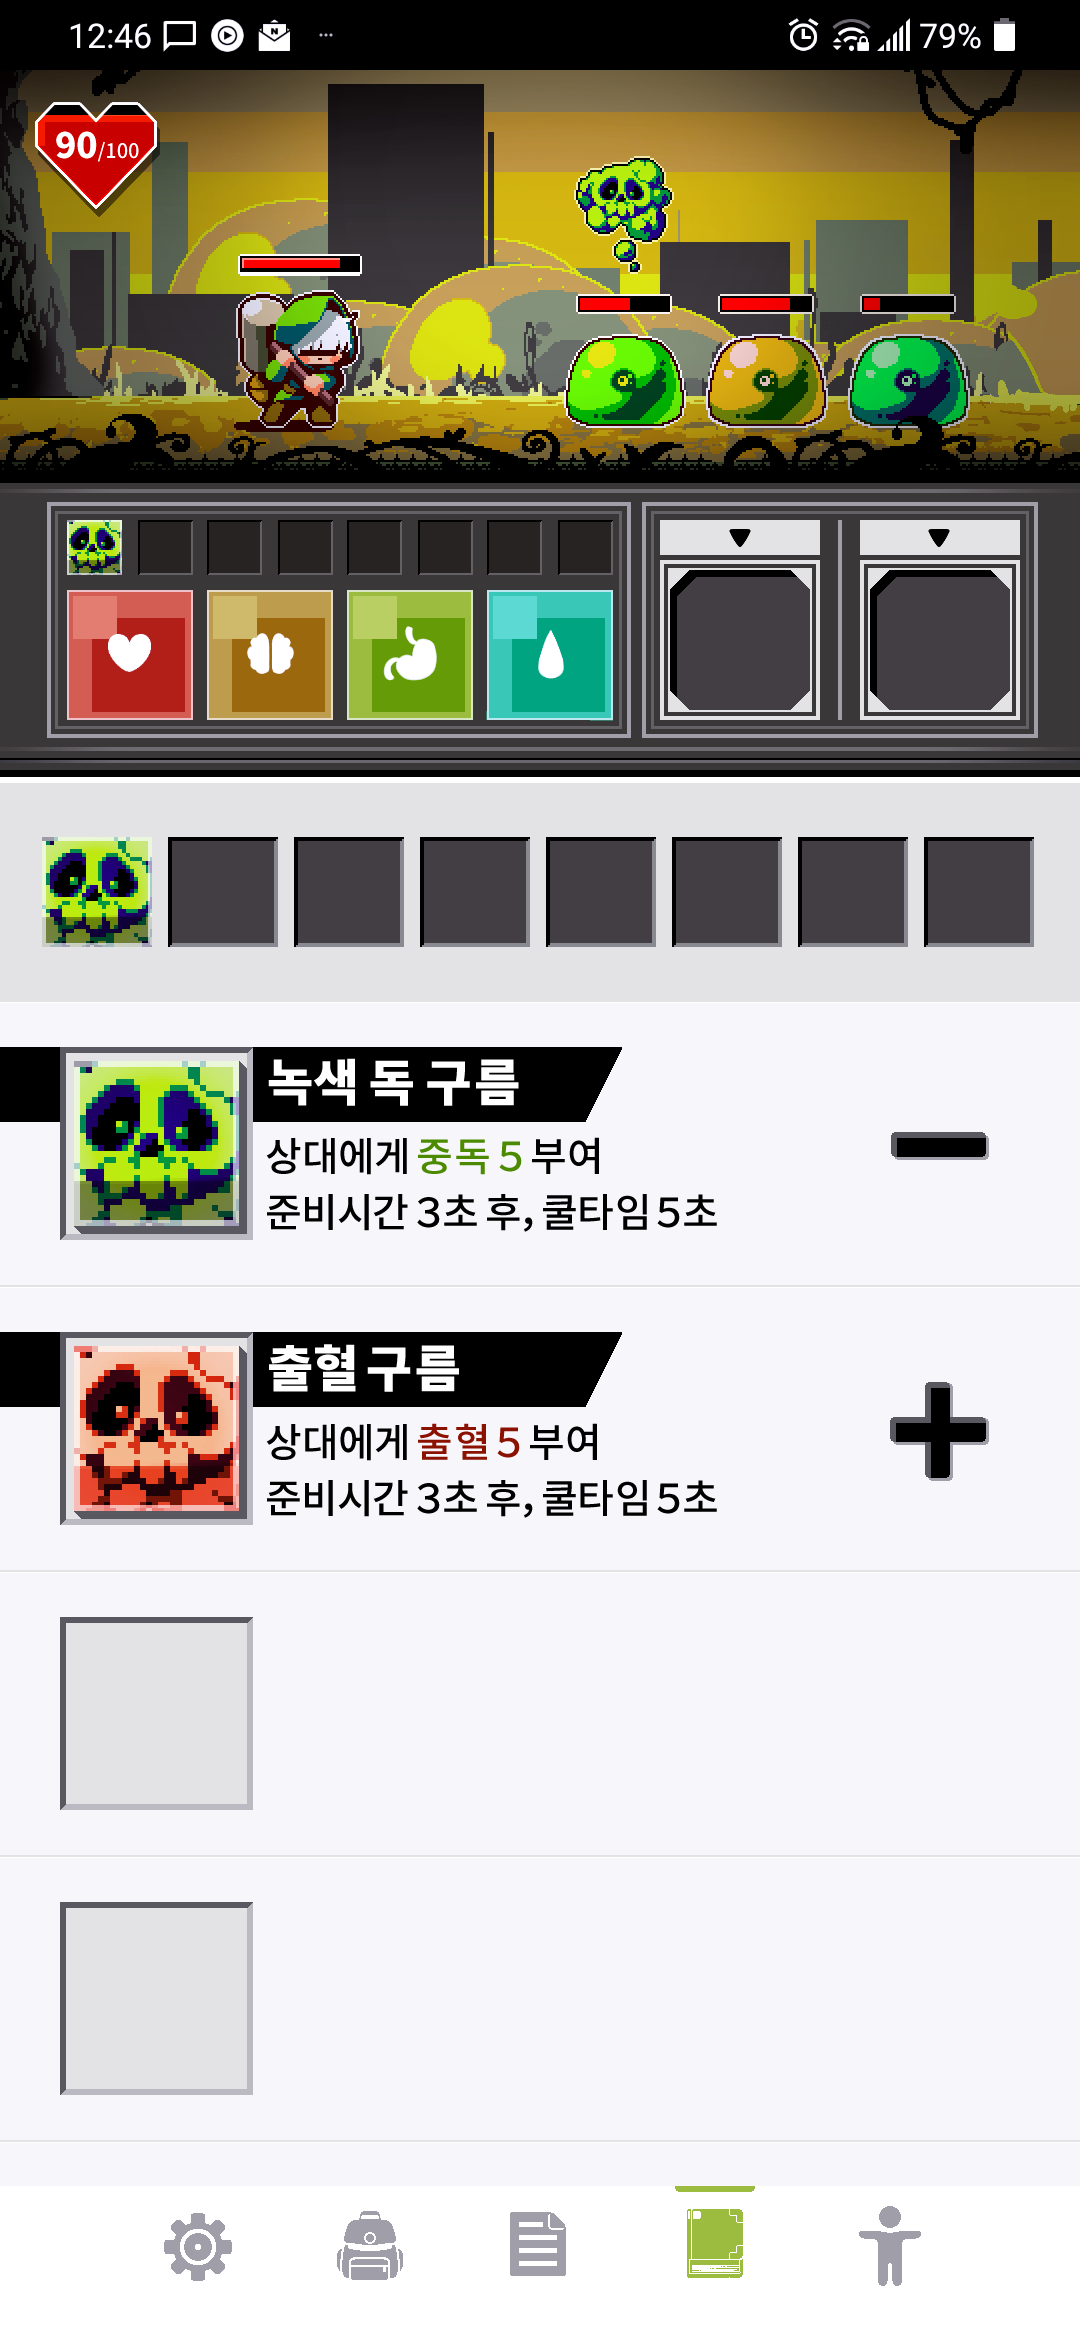 12:46
79%
90/100
녹색 독 구름
상대에게 중독 5 부여
준비시간 3초 후, 쿨타임 5초
출혈 구름
상대에게 출혈 5 부여
준비시간 3초 후, 쿨타임 5초